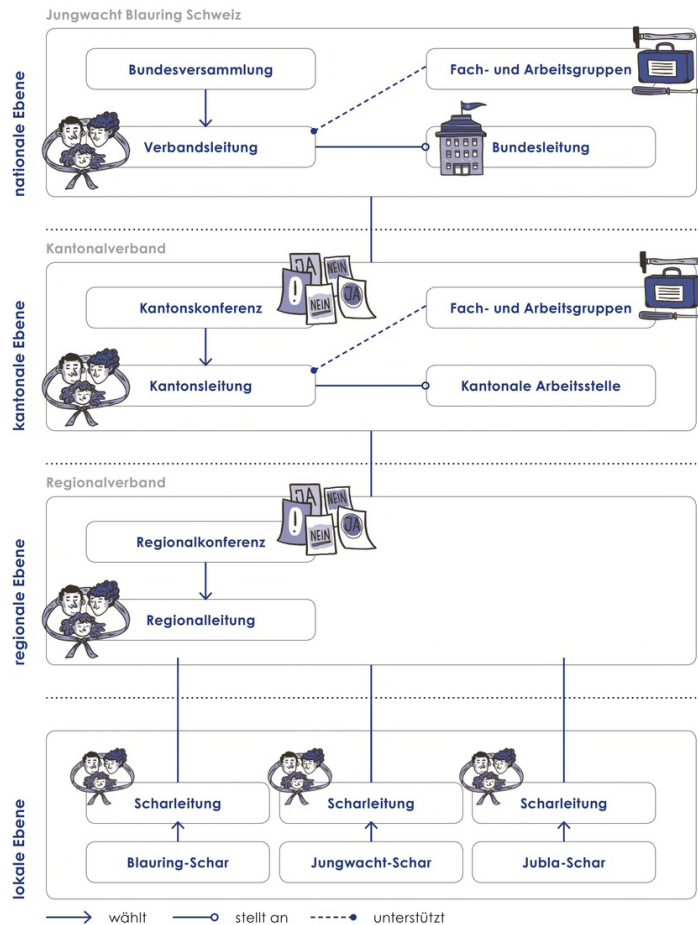 Jungwacht Blauring Schweiz
nationale Ebene
Bundesversammlung
Fach- und Arbeitsgruppen
Verbandsleitung
Bundesleitung
Kantonalverband
kantonale Ebene
JA
NEIN
!
NEIN
JA
Kantonskonferenz
Fach- und Arbeitsgruppen
Kantonsleitung
Kantonale Arbeitsstelle
Regionalverband
regionale Ebene
JA
NEIN
!
NEIN
JA
Regionalkonferenz
Regionalleitung
lokale Ebene
Scharleitung
Scharleitung
Scharleitung
Blauring-Schar
Jungwacht-Schar
Jubla-Schar
wählt
stellt an
unterstützt